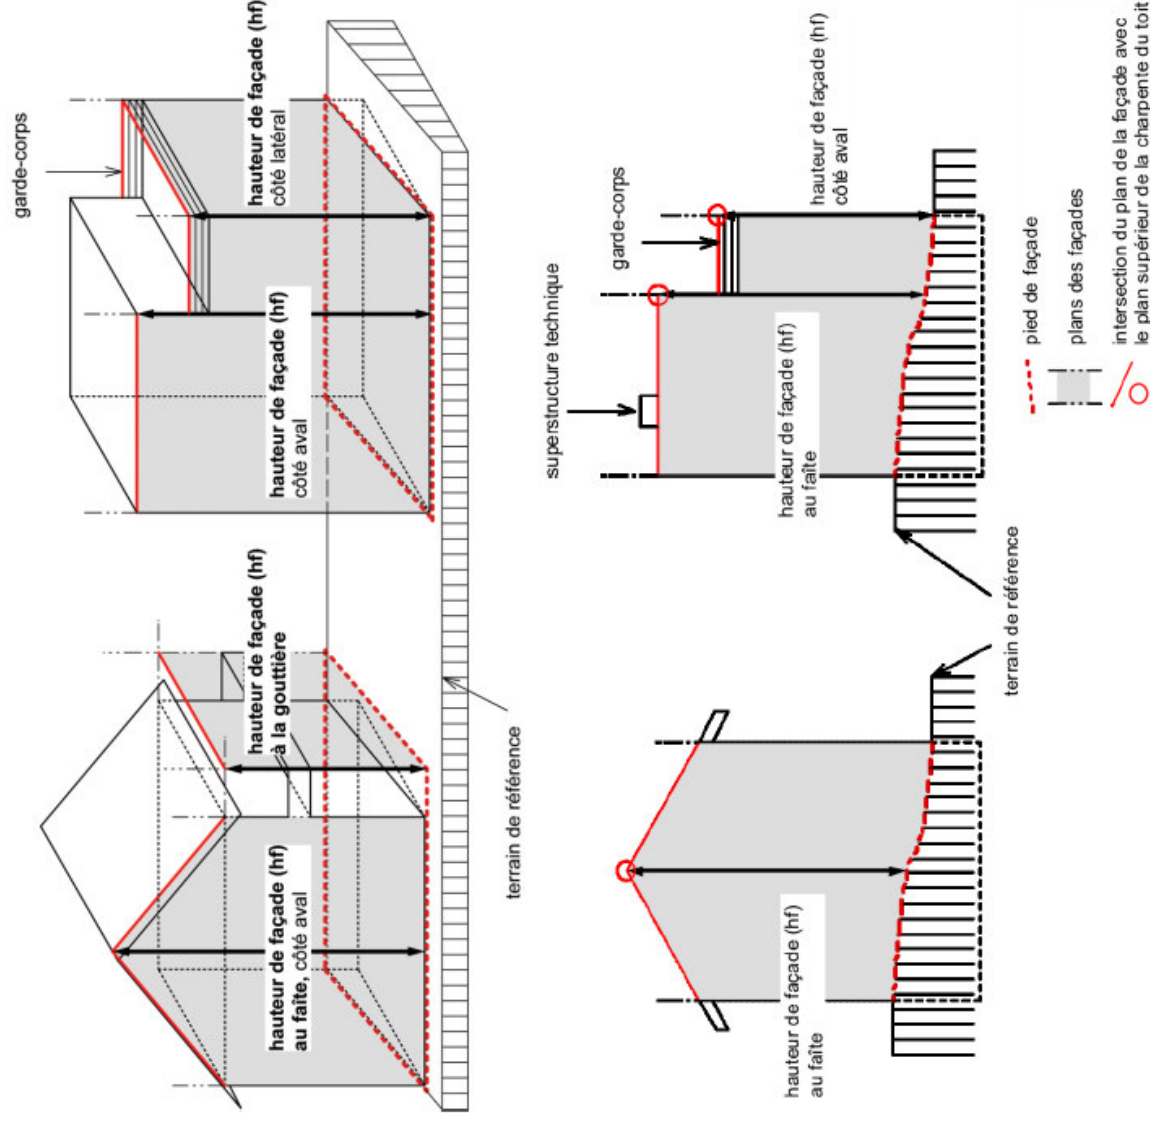 garde-corps
hauteur de façade (hf)
côté latéral
hauteur de façade (hf)
côté aval
hauteur de façade (hf)
à la gouttière
hauteur de façade (hf)
au faîte, côté aval
terrain de référence
superstructure technique
garde-corps
hauteur de façade (hf)
côté aval
hauteur de façade (hf)
au faîte
hauteur de façade (hf)
au faîte
terrain de référence
pied de façade
plans des façades
intersection du plan de la façade avec
le plan supérieur de la charpente du toit